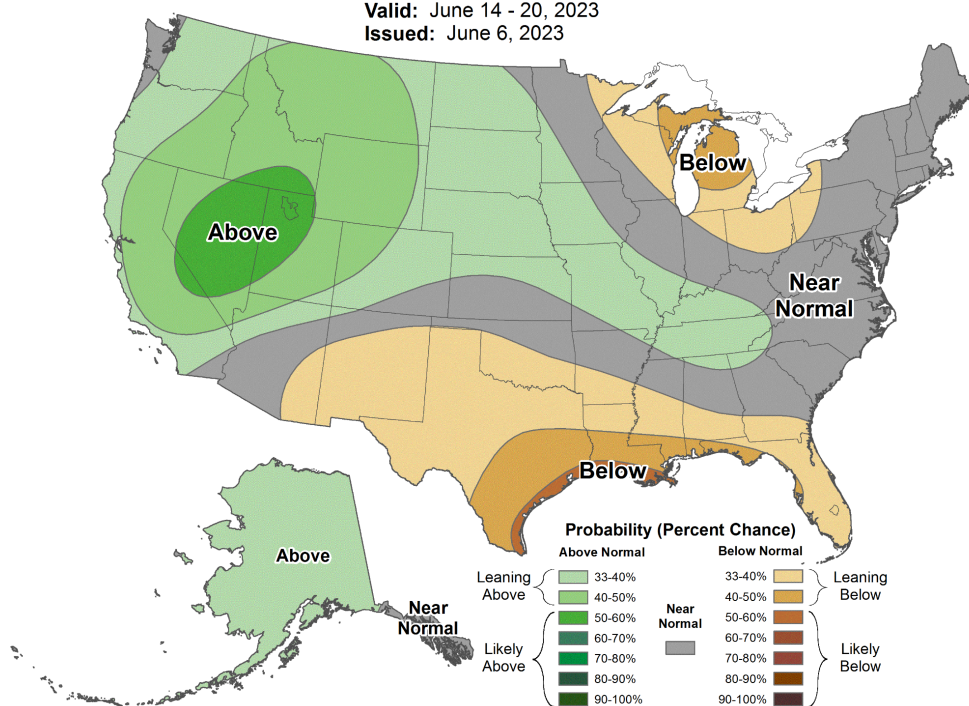 Valid: June 14 - 20, 2023
Issued: June 6, 2023
Below
Above
Near
Normal
Below
Above
Near
Normal
Probability (Percent Chance)
Above Normal
Below Normal
Leaning
Above
33-40%
40-50%
50-60%
60-70%
70-80%
80-90%
90-100%
Likely
Above
Near
Normal
33-40%
40-50%
50-60%
60-70%
70-80%
80-90%
90-100%
Leaning
Below
Likely
Below